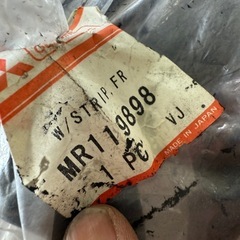 W/STRIP,FR
MR119898
1 PC VJ
MADE IN JAPAN